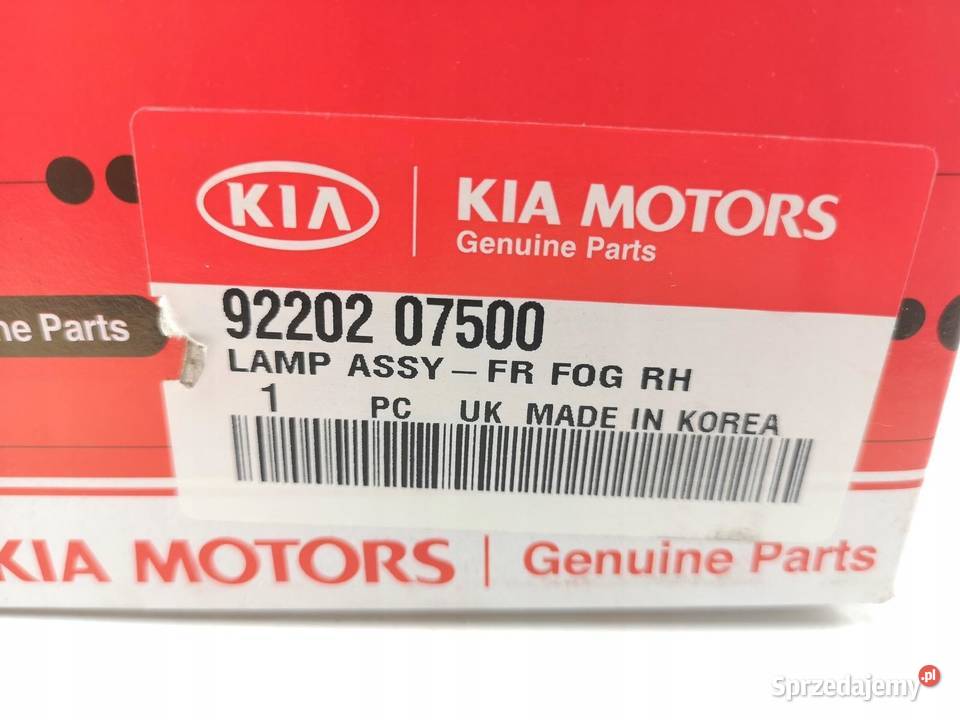 KIA
KIA MOTORS
Genuine Parts
92202 07500
LAMP ASSY – FR FOG RH
1 PC UK MADE IN KOREA
ne Parts
KIA MOTORS | Genuine Parts
Sprzedajemy.pl